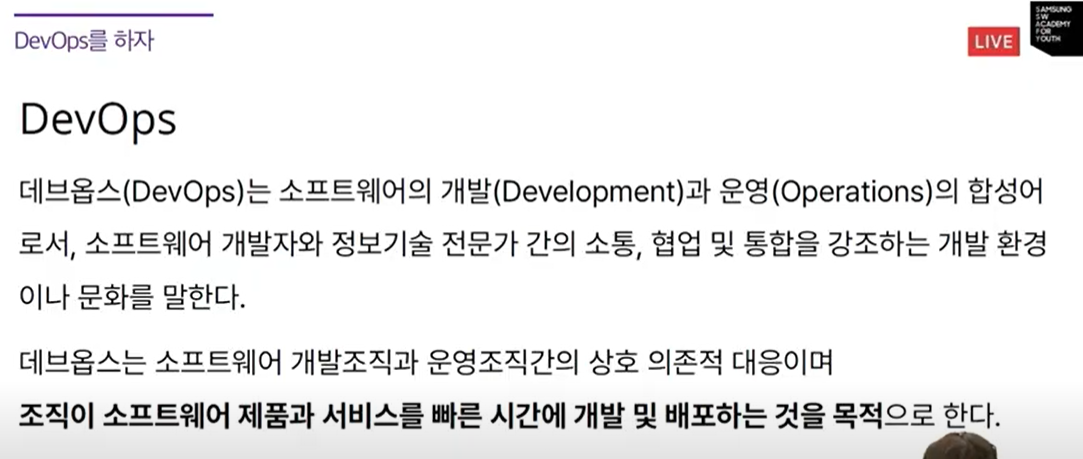 DevOps를 하자
LIVE
SAMSUNG
SW
ACADEMY
FOR
YOUTH
DevOps
데브옵스(DevOps)는 소프트웨어의 개발(Development)과 운영(Operations)의 합성어
로서, 소프트웨어 개발자와 정보기술 전문가 간의 소통, 협업 및 통합을 강조하는 개발 환경
이나 문화를 말한다.
데브옵스는 소프트웨어 개발조직과 운영조직간의 상호 의존적 대응이며
조직이 소프트웨어 제품과 서비스를 빠른 시간에 개발 및 배포하는 것을 목적으로 한다.